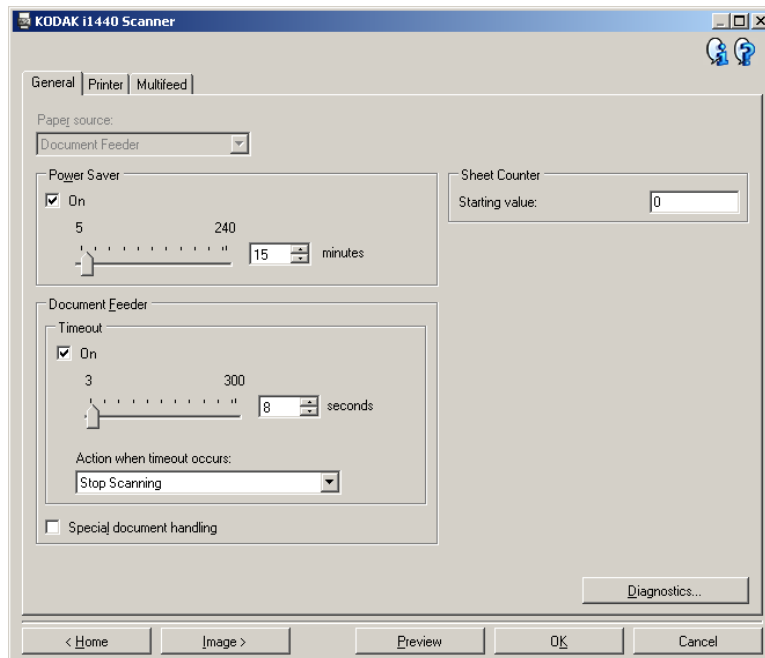 KODAK i1440 Scanner
General Printer Multifeed
Paper source:
Document Feeder
Power Saver
On
5 240
15 minutes
Sheet Counter
Starting value: 0
Document Feeder
Timeout
On
3 300
8 seconds
Action when timeout occurs:
Stop Scanning
Special document handling
Diagnostics...
< Home Image > Preview OK Cancel